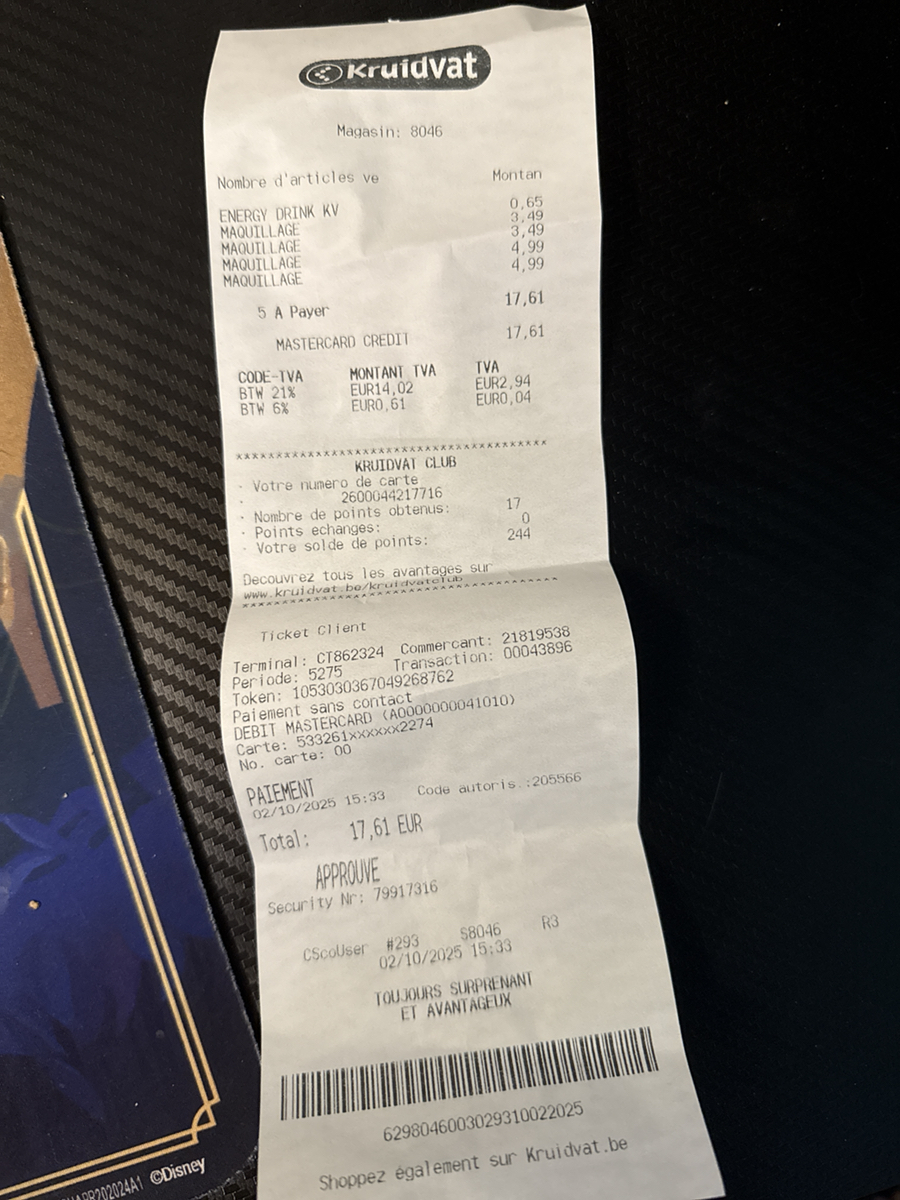 Kruidvat
Magasin: 8046
Nombre d'articles ve Montan
ENERGY DRINK KV 0,65
MAQUILLAGE 3,49
MAQUILLAGE 3,49
MAQUILLAGE 4,99
MAQUILLAGE 4,99
5 A Payer 17,61
MASTERCARD CREDIT 17,61
CODE-TVA MONTANT TVA TVA
BTW 21% EUR14,02 EUR2,94
BTW 6% EUR0,61 EUR0,04
***************************************
KRUIDVAT CLUB
· Votre numero de carte
· 2600044217716
· Nombre de points obtenus: 17
· Points echanges: 0
· Votre solde de points: 244
Decouvrez tous les avantages sur
www.kruidvat.be/kruidvatclub
***************************************
Ticket Client
Terminal: CT862324 Commercant: 21819538
Periode: 5275 Transaction: 00043896
Token: 1053030367049268762
Paiement sans contact
DEBIT MASTERCARD (A0000000041010)
Carte: 533261xxxxxx2274
No. carte: 00
PAIEMENT
02/10/2025 15:33 Code autoris.:205566
Total: 17,61 EUR
APPROUVE
Security Nr: 79917316
CScoUser #293 S8046 R3
02/10/2025 15:33
TOUJOURS SURPRENANT
ET AVANTAGEUX
6298046003029310022025
Shoppez également sur Kruidvat.be
©Disney